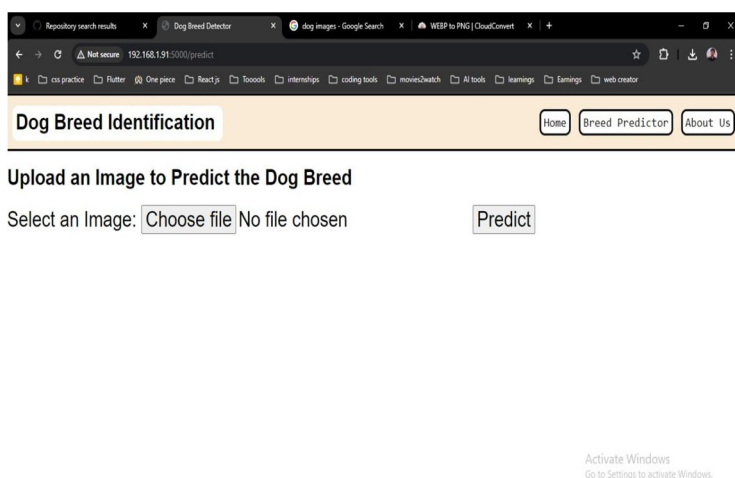 Repository search results
Dog Breed Detector
dog images - Google Search
WEBP to PNG | CloudConvert
Not secure 192.168.1.91:5000/predict
k css practice Flutter One piece React js Tooools internships coding tools movies2watch AI tools learnings Earnings web creator
Dog Breed Identification Home Breed Predictor About Us
Upload an Image to Predict the Dog Breed
Select an Image: Choose file No file chosen Predict
Activate Windows
Go to Settings to activate Windows.